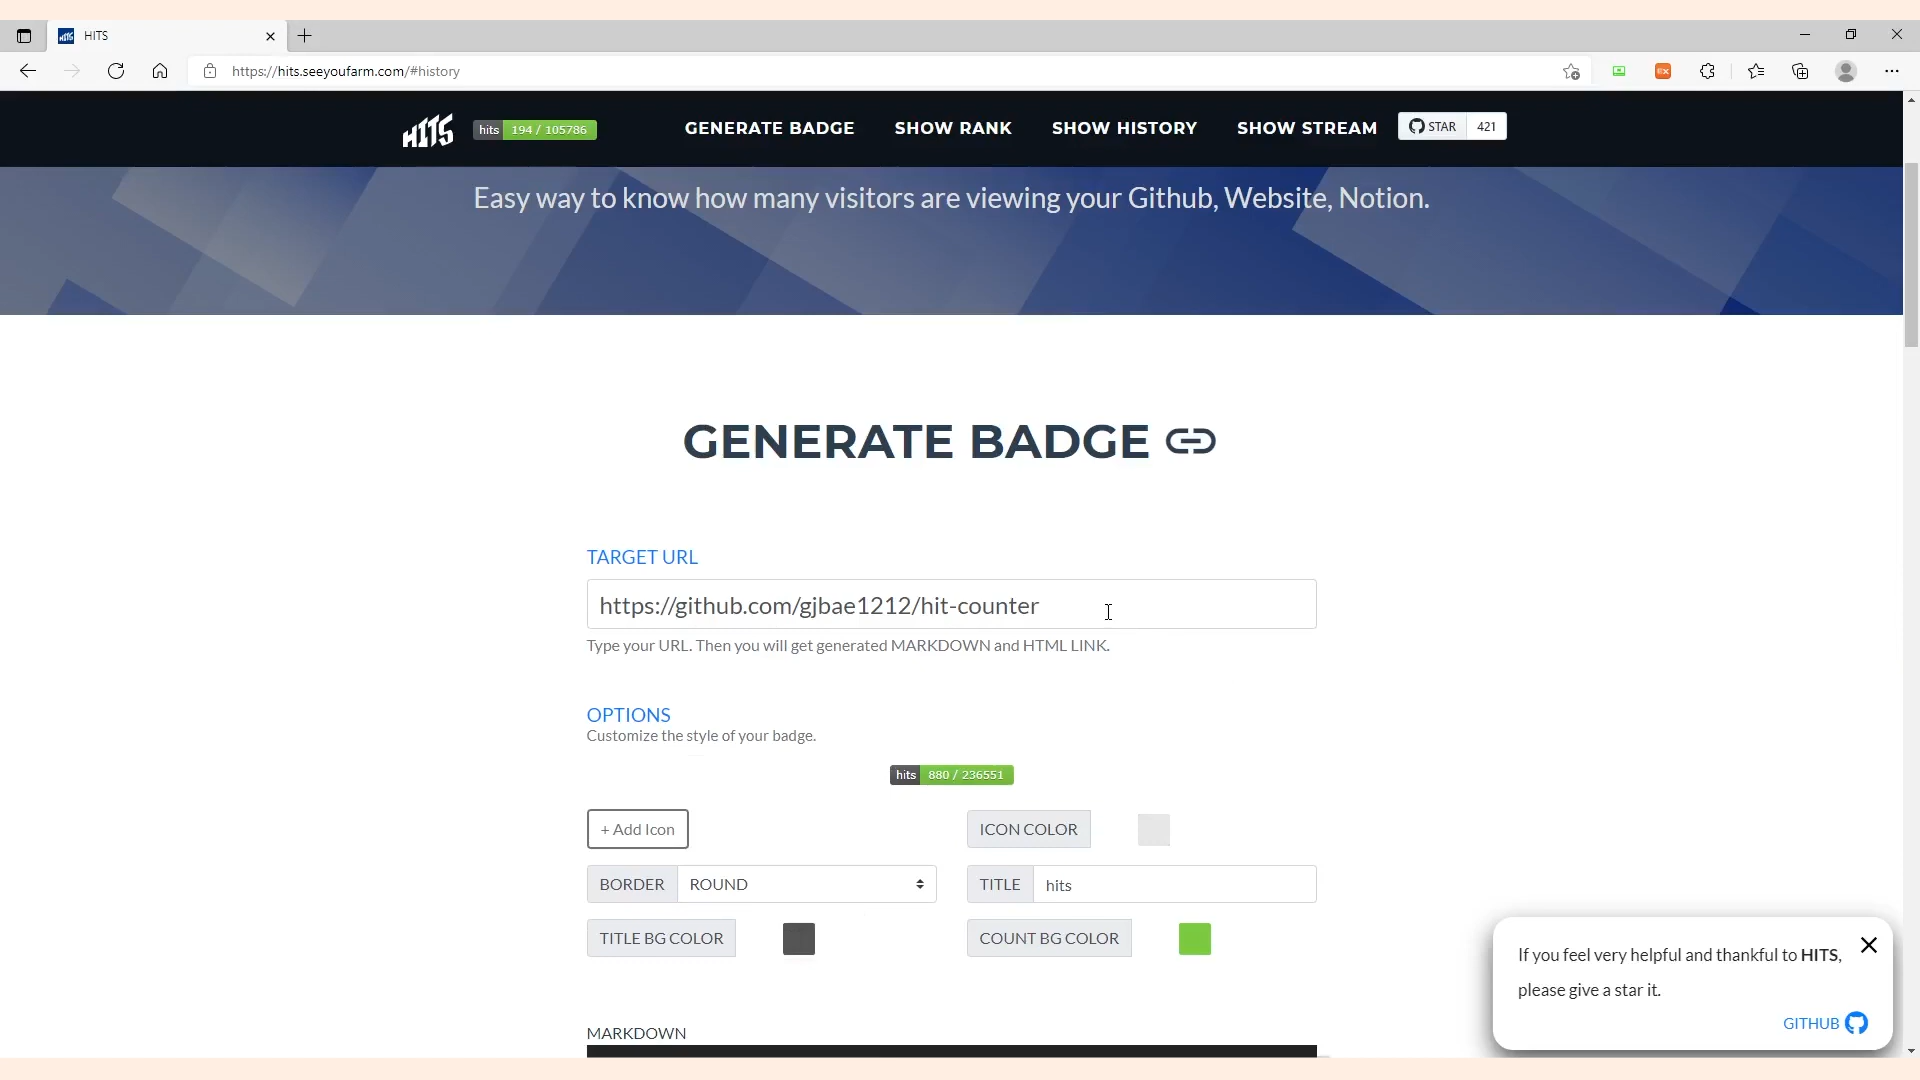 HITS
https://hits.seeyoufarm.com/#history
EX
HITS
hits 194 / 105786
GENERATE BADGE
SHOW RANK
SHOW HISTORY
SHOW STREAM
STAR 421
Easy way to know how many visitors are viewing your Github, Website, Notion.
GENERATE BADGE
TARGET URL
https://github.com/gjbae1212/hit-counter
Type your URL. Then you will get generated MARKDOWN and HTML LINK.
OPTIONS
Customize the style of your badge.
hits 880 / 236551
+ Add Icon
ICON COLOR
BORDER ROUND
TITLE hits
TITLE BG COLOR
COUNT BG COLOR
MARKDOWN
If you feel very helpful and thankful to HITS,
please give a star it.
GITHUB